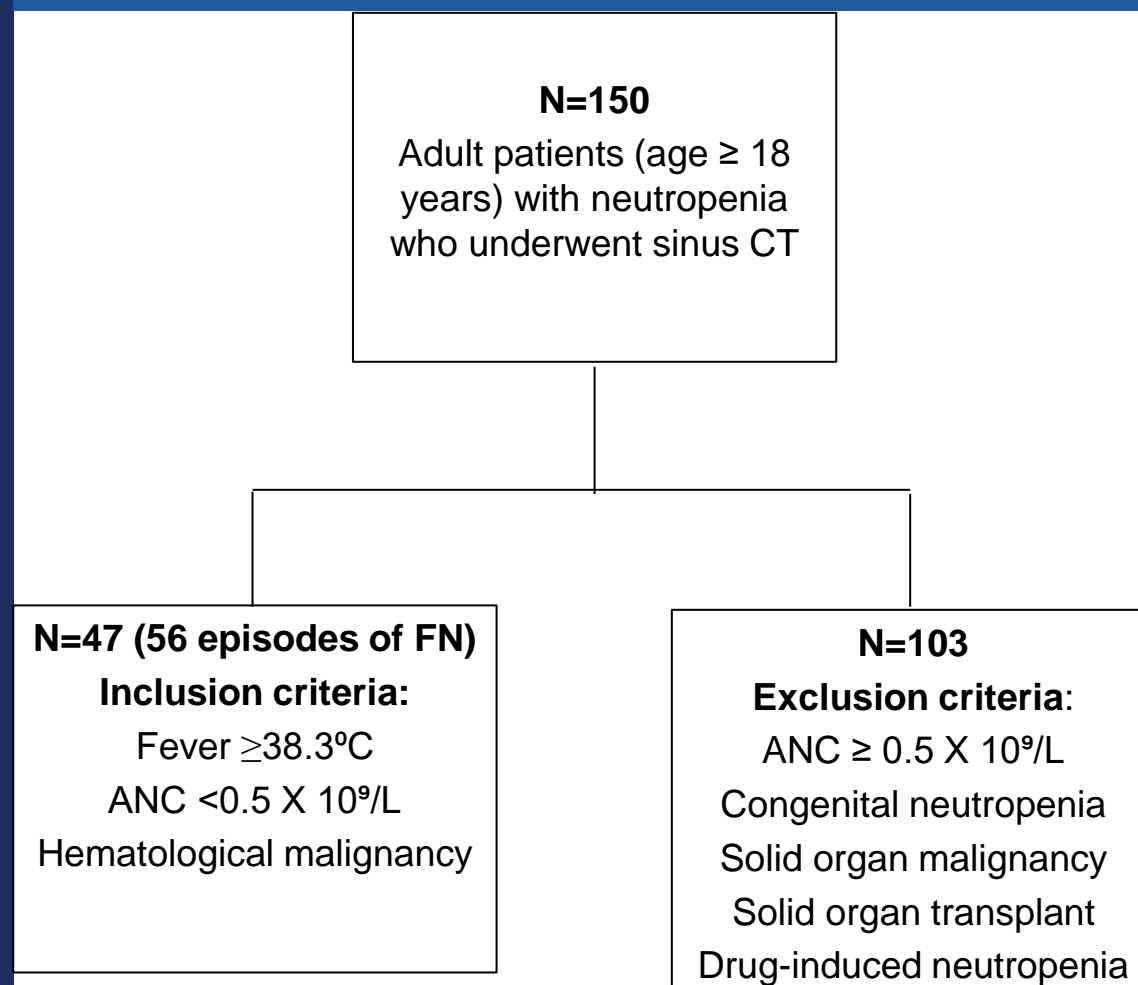 N=150
Adult patients (age ≥ 18
years) with neutropenia
who underwent sinus CT
N=47 (56 episodes of FN)
Inclusion criteria:
Fever ≥38.3⁰C
ANC <0.5 X 10⁹/L
Hematological malignancy
N=103
Exclusion criteria:
ANC ≥ 0.5 X 10⁹/L
Congenital neutropenia
Solid organ malignancy
Solid organ transplant
Drug-induced neutropenia